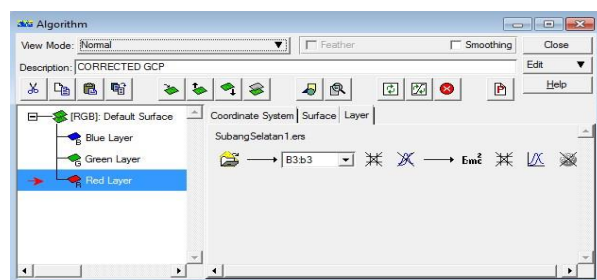 Algorithm
View Mode: Normal Feather Smoothing Close
Description: CORRECTED GCP Edit
Help
[RGB]: Default Surface Coordinate System Surface Layer
SubangSelatan1.ers
Blue Layer
Green Layer B3:b3 Emc²
Red Layer